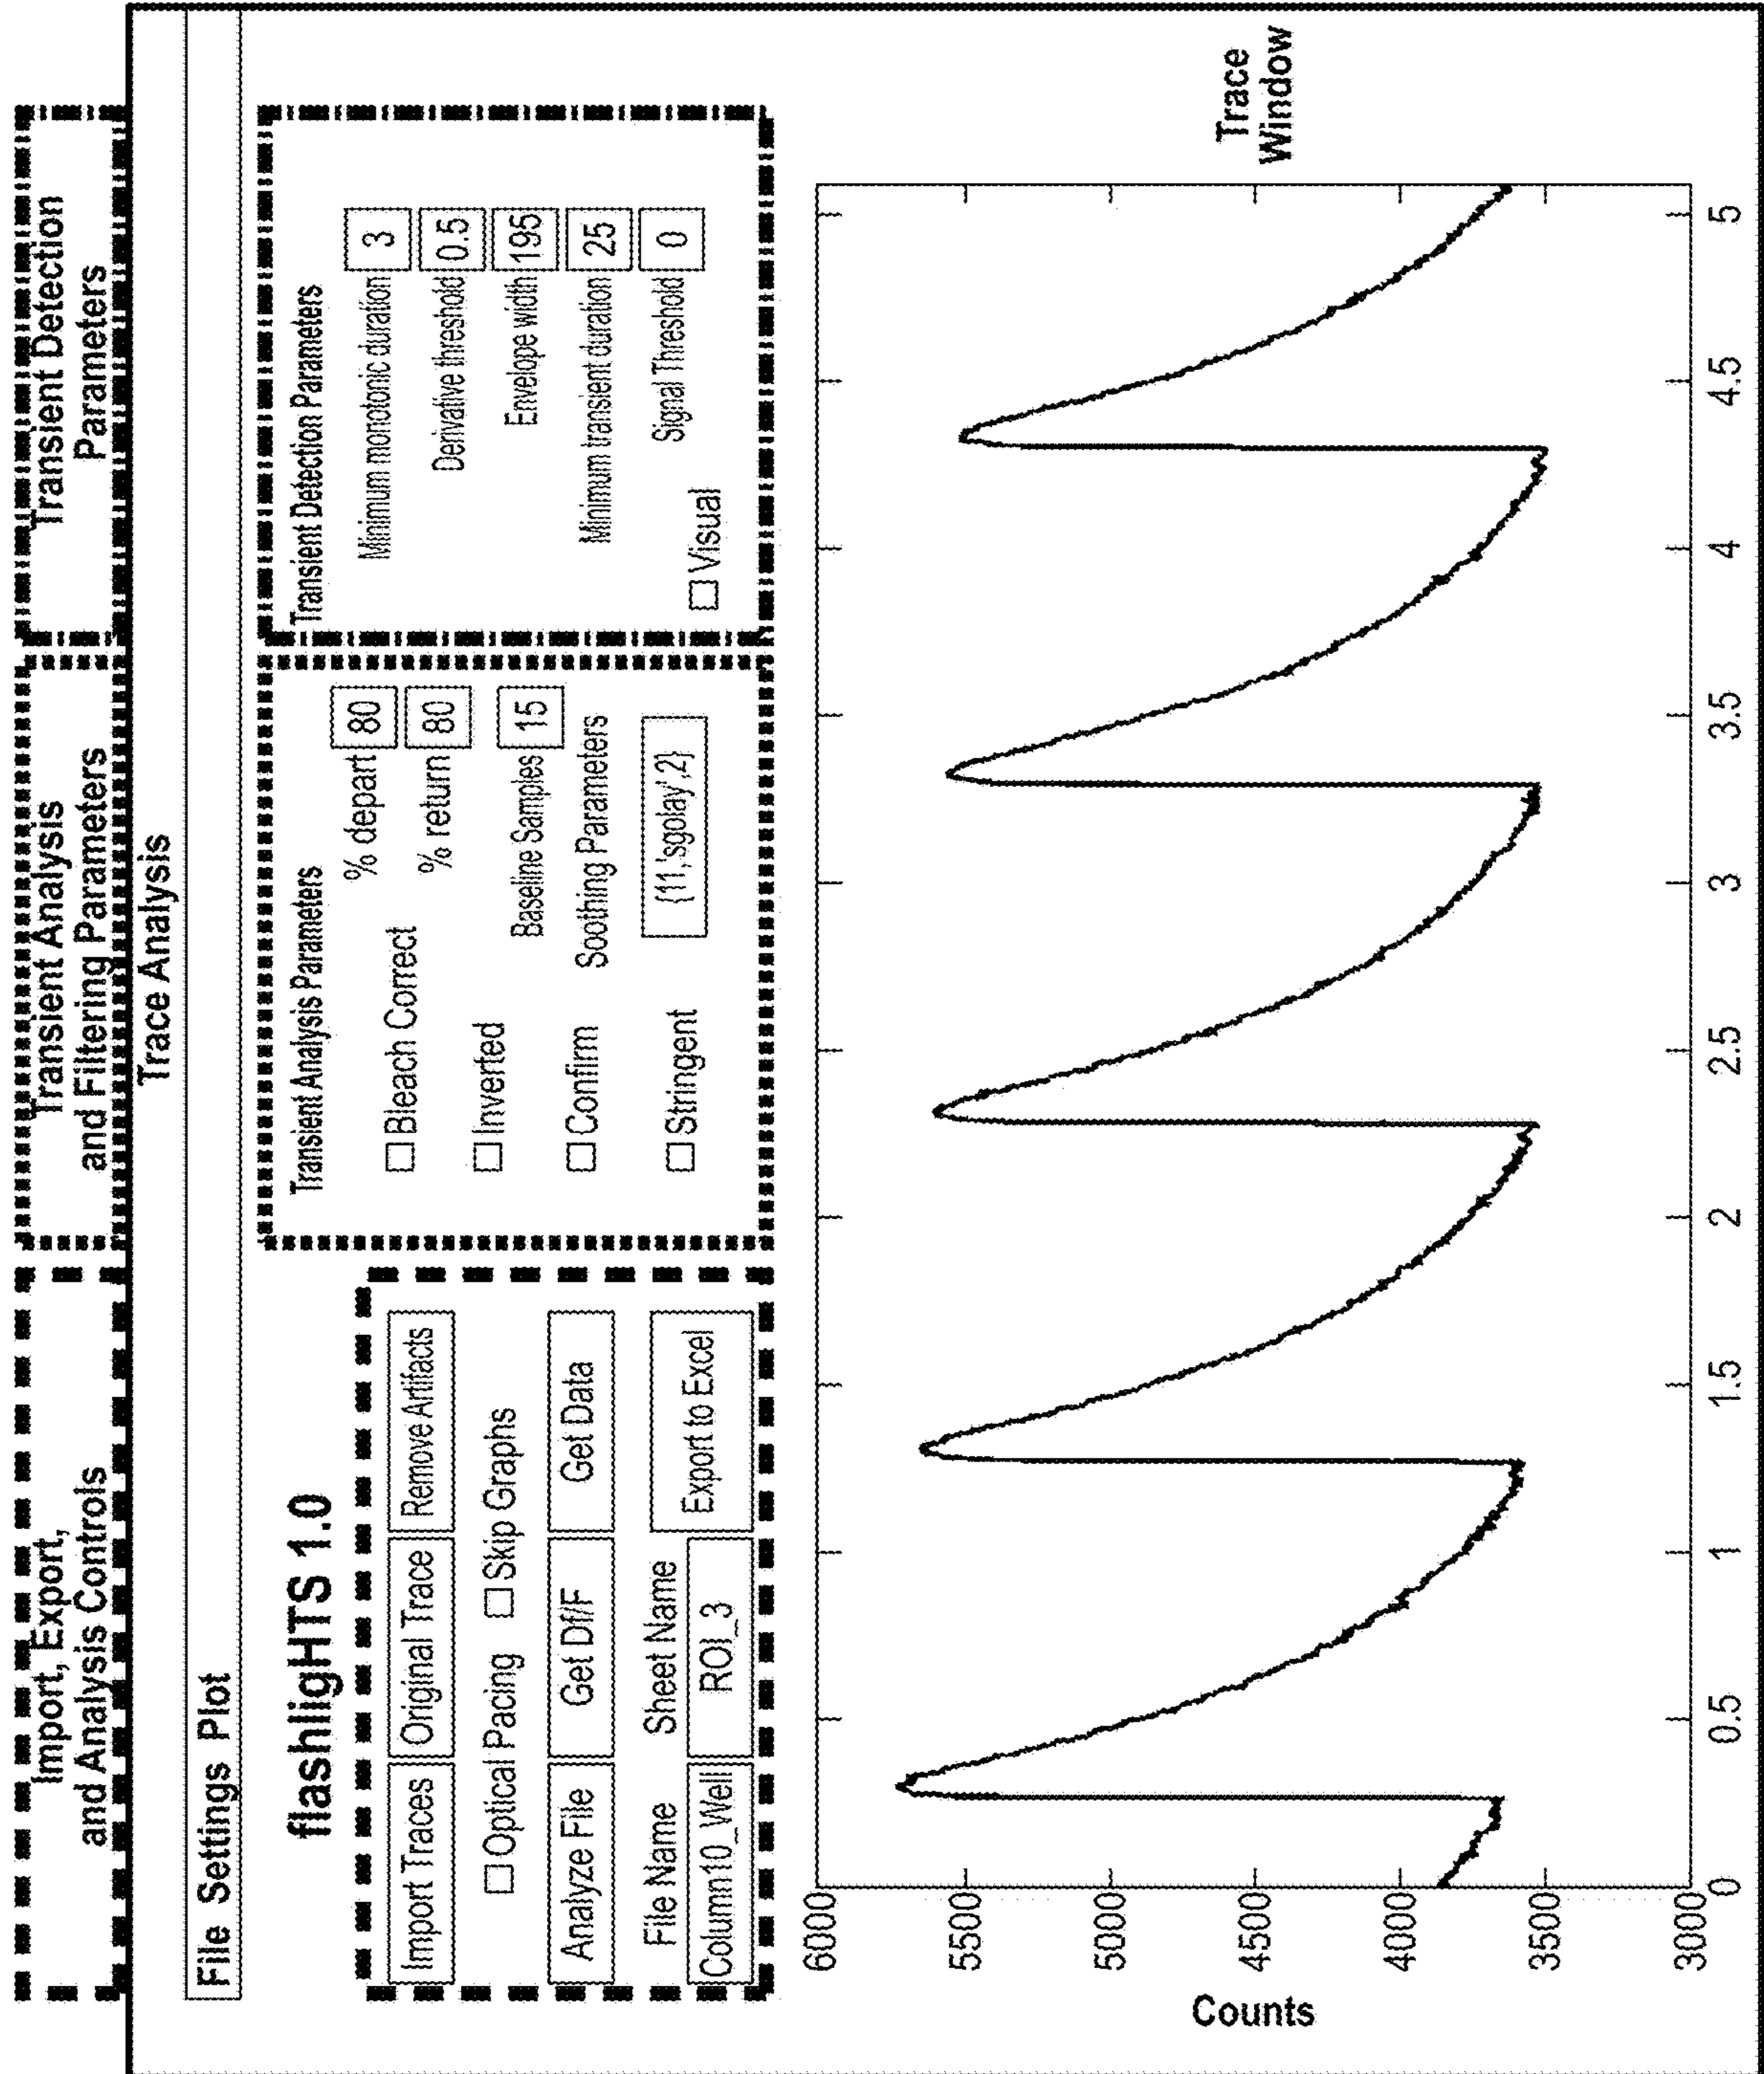 Import, Export,
and Analysis Controls
Transient Analysis
and Filtering Parameters
Transient Detection
Parameters
Trace Analysis
File Settings Plot
flashligHTS 1.0
Import Traces
Original Trace
Remove Artifacts
Optical Pacing
Skip Graphs
Analyze File
Get Df/F
Get Data
File Name
Sheet Name
Export to Excel
Column10_Well
ROI_3
Transient Analysis Parameters
Bleach Correct
% depart
80
% return
80
Inverted
Baseline Samples
15
Confirm
Soothing Parameters
Stringent
{11,'sgolay',2}
Transient Detection Parameters
Minimum monotonic duration
3
Derivative threshold
0.5
Envelope width
195
Minimum transient duration
25
Signal Threshold
0
Visual
Counts
6000
5500
5000
4500
4000
3500
3000
0
0.5
1
1.5
2
2.5
3
3.5
4
4.5
5
Trace
Window